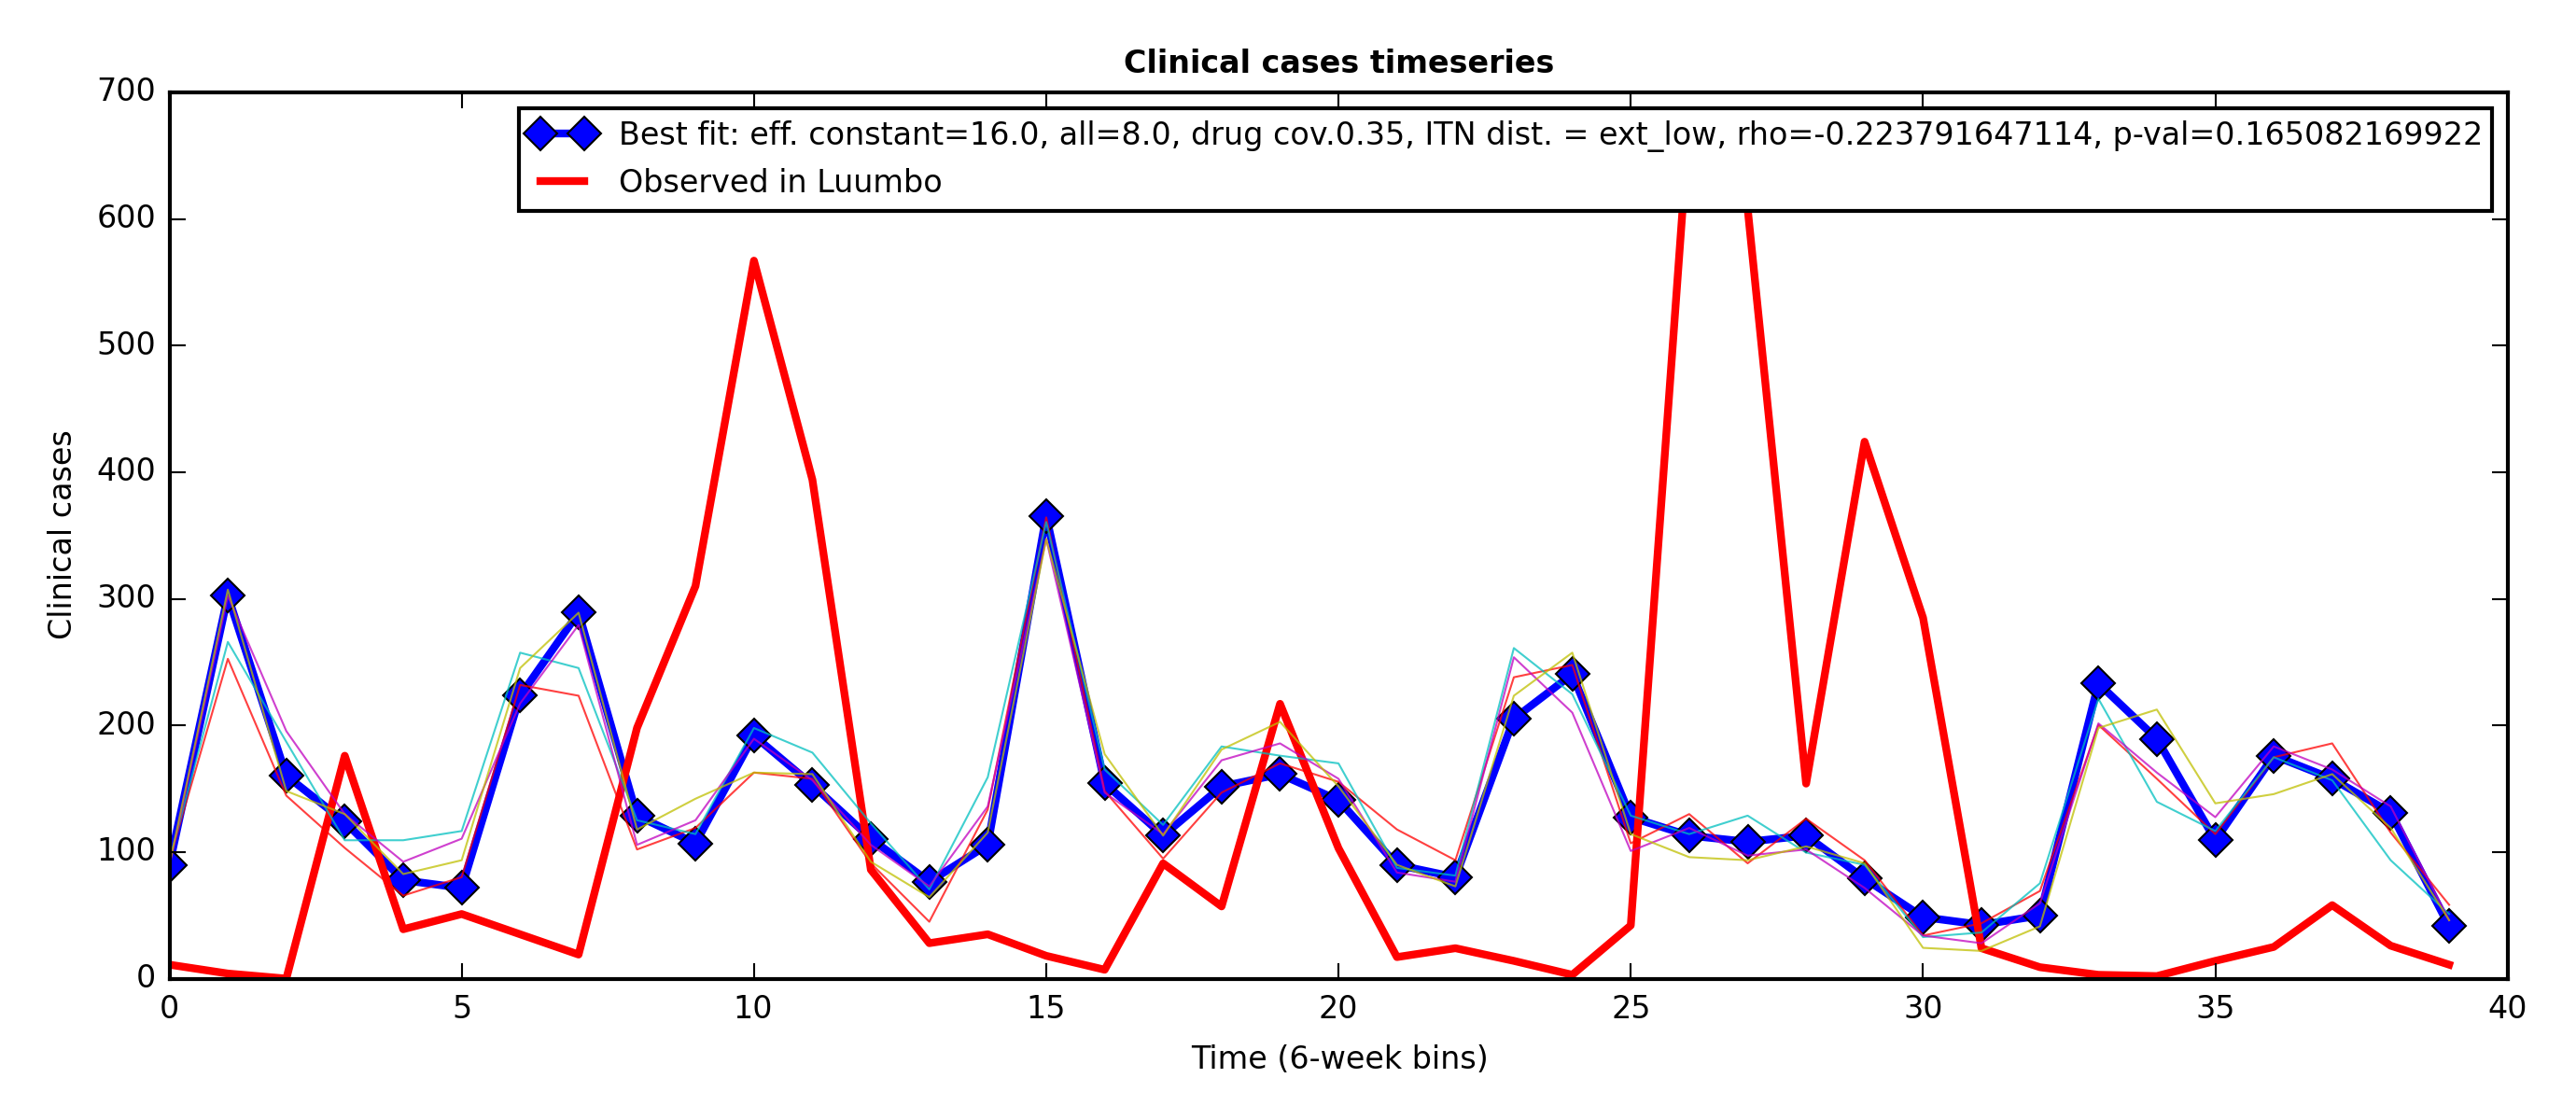 Clinical cases timeseries
700
600
500
400
300
200
100
0
Clinical cases
Best fit: eff. constant=16.0, all=8.0, drug cov.0.35, ITN dist. = ext_low, rho=-0.223791647114, p-val=0.165082169922
Observed in Luumbo
0 5 10 15 20 25 30 35 40
Time (6-week bins)